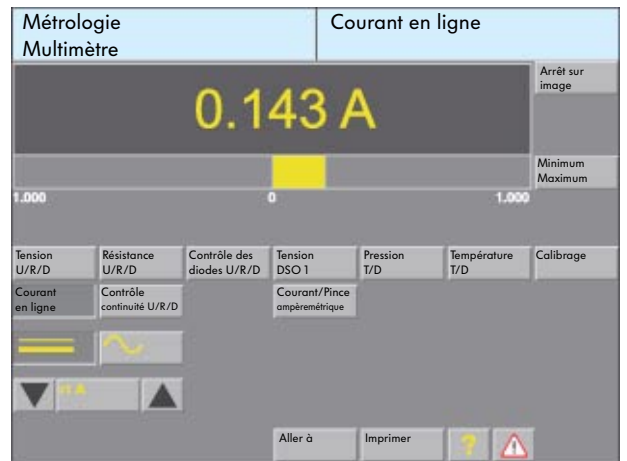 Métrologie
Multimètre
Courant en ligne
Arrêt sur
image
0.143 A
Minimum
Maximum
1.000
0
1.000
Tension
U/R/D
Résistance
U/R/D
Contrôle des
diodes U/R/D
Tension
DSO 1
Pression
T/D
Température
T/D
Calibrage
Courant
en ligne
Contrôle
continuité U/R/D
Courant/Pince
ampèremétrique
Aller à
Imprimer
?